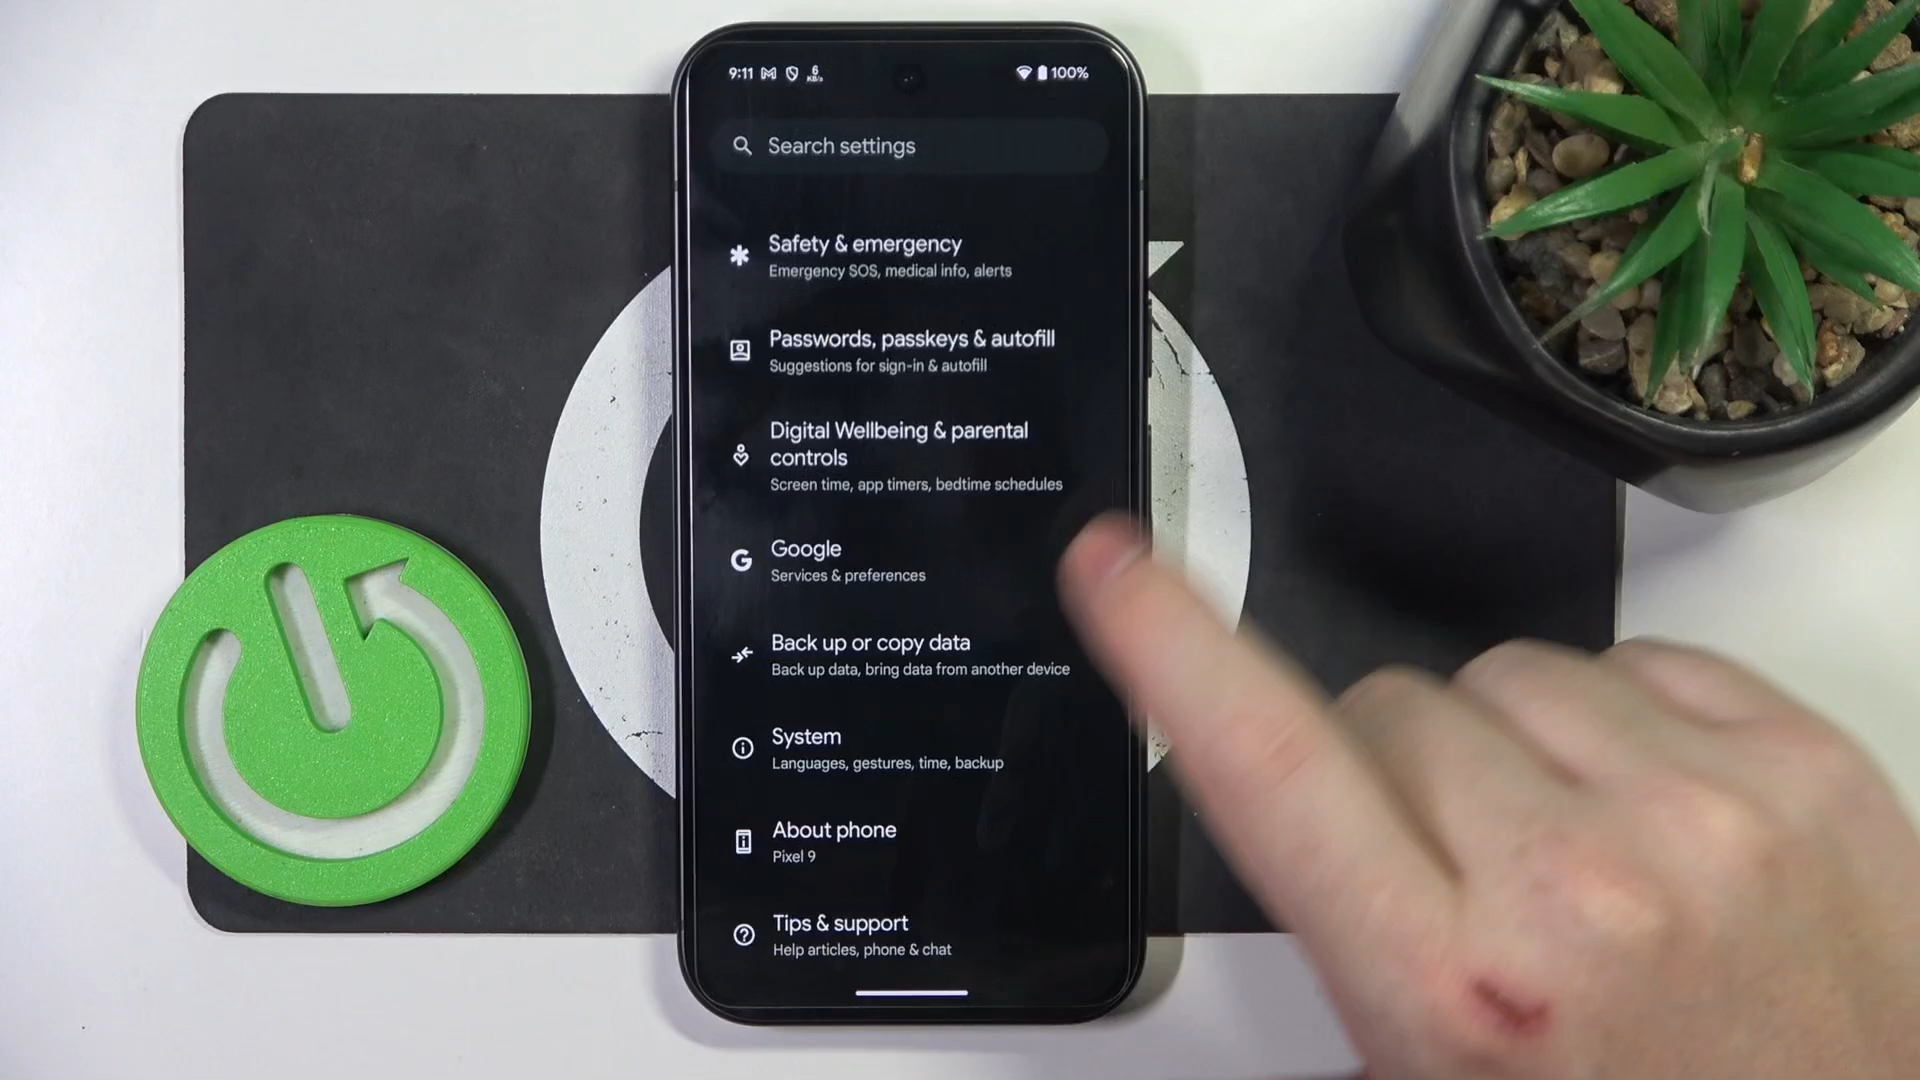 9:11 6 KB/s 100%
Search settings
Safety & emergency
Emergency SOS, medical info, alerts
Passwords, passkeys & autofill
Suggestions for sign-in & autofill
Digital Wellbeing & parental
controls
Screen time, app timers, bedtime schedules
Google
Services & preferences
Back up or copy data
Back up data, bring data from another device
System
Languages, gestures, time, backup
About phone
Pixel 9
Tips & support
Help articles, phone & chat